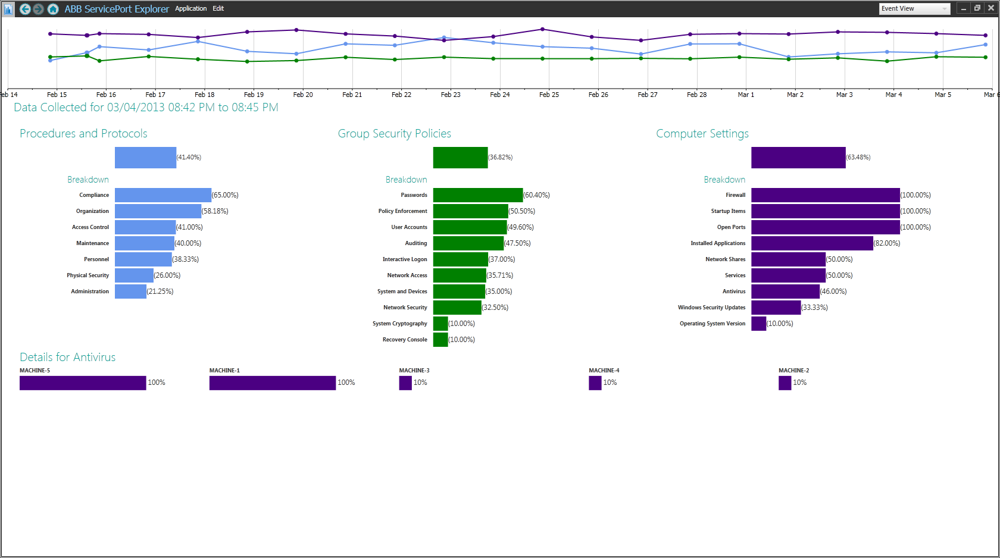 ABB ServicePort Explorer Application Edit Event View
eb 14 Feb 15 Feb 16 Feb 17 Feb 18 Feb 19 Feb 20 Feb 21 Feb 22 Feb 23 Feb 24 Feb 25 Feb 26 Feb 27 Feb 28 Mar 1 Mar 2 Mar 3 Mar 4 Mar 5 Mar 6
Data Collected for 03/04/2013 08:42 PM to 08:45 PM
Procedures and Protocols
(41.40%)
Breakdown
Compliance (65.00%)
Organization (58.18%)
Access Control (41.00%)
Maintenance (40.00%)
Personnel (38.33%)
Physical Security (26.00%)
Administration (21.25%)
Group Security Policies
(36.82%)
Breakdown
Passwords (60.40%)
Policy Enforcement (50.50%)
User Accounts (49.60%)
Auditing (47.50%)
Interactive Logon (37.00%)
Network Access (35.71%)
System and Devices (35.00%)
Network Security (32.50%)
System Cryptography (10.00%)
Recovery Console (10.00%)
Computer Settings
(63.48%)
Breakdown
Firewall (100.00%)
Startup Items (100.00%)
Open Ports (100.00%)
Installed Applications (82.00%)
Network Shares (50.00%)
Services (50.00%)
Antivirus (46.00%)
Windows Security Updates (33.33%)
Operating System Version (10.00%)
Details for Antivirus
MACHINE-5 MACHINE-1 MACHINE-3 MACHINE-4 MACHINE-2
100% 100% 10% 10% 10%